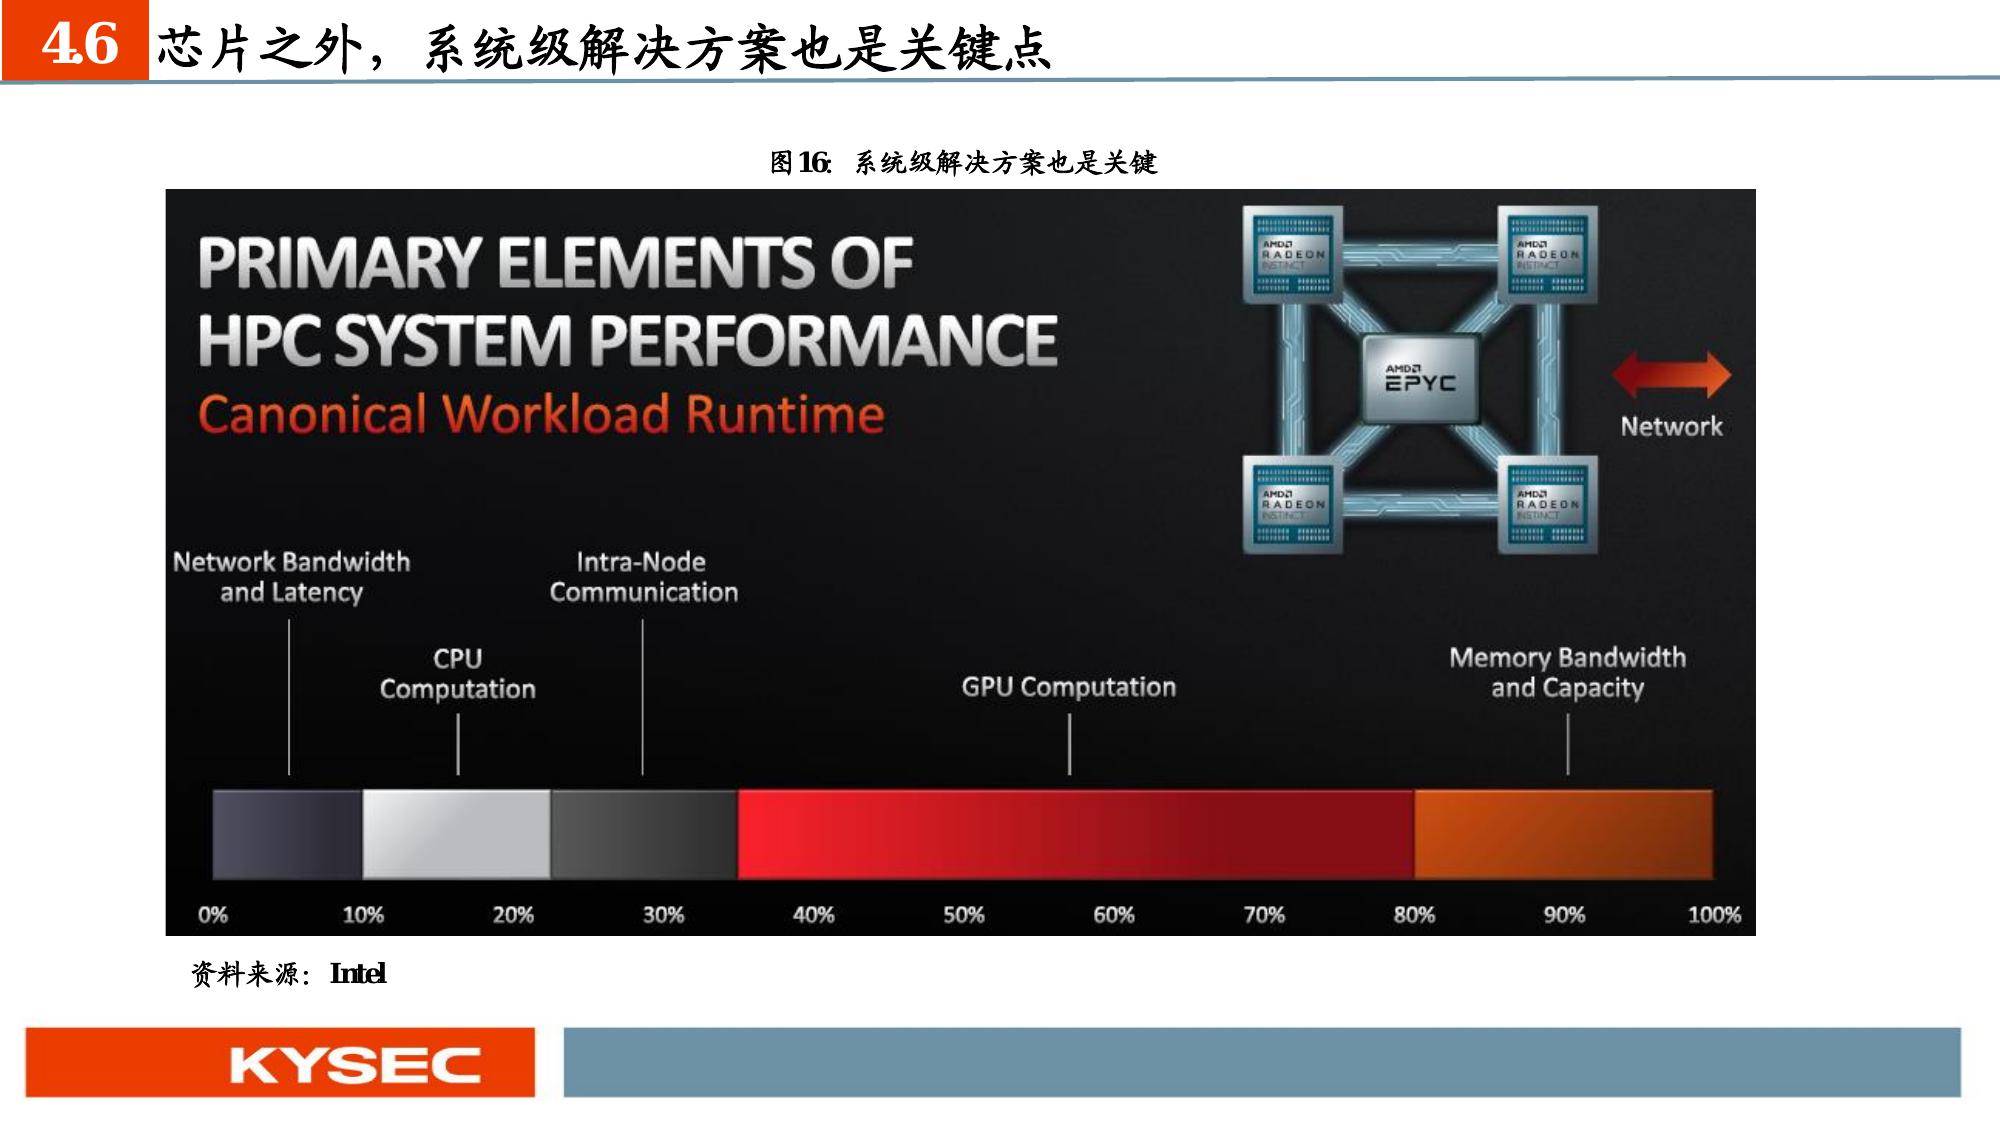 4.6 芯片之外，系统级解决方案也是关键点
图16：系统级解决方案也是关键
PRIMARY ELEMENTS OF
HPC SYSTEM PERFORMANCE
Canonical Workload Runtime
AMD
RADEON
INSTINCT
AMD
RADEON
INSTINCT
AMD
EPYC
Network
AMD
RADEON
INSTINCT
AMD
RADEON
INSTINCT
Network Bandwidth
and Latency
Intra-Node
Communication
CPU
Computation
GPU Computation
Memory Bandwidth
and Capacity
0% 10% 20% 30% 40% 50% 60% 70% 80% 90% 100%
资料来源：Intel
KYSEC